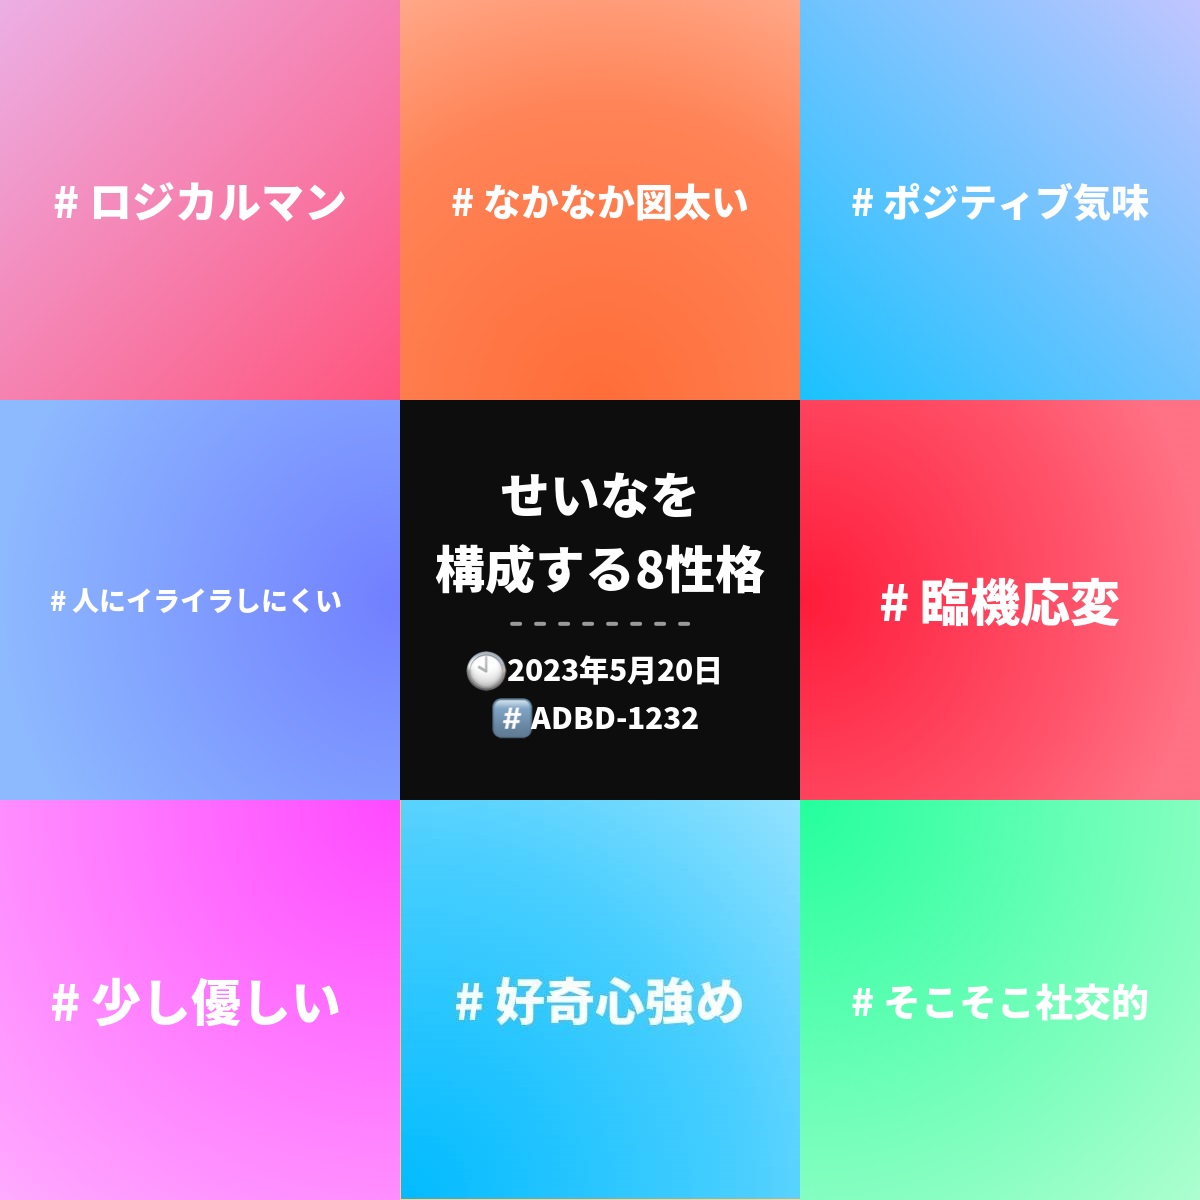 # ロジカルマン
# なかなか図太い
# ポジティブ気味
# 人にイライラしにくい
せいなを
構成する8性格
🕙2023年5月20日
#️⃣ADBD-1232
# 臨機応変
# 少し優しい
# 好奇心強め
# そこそこ社交的